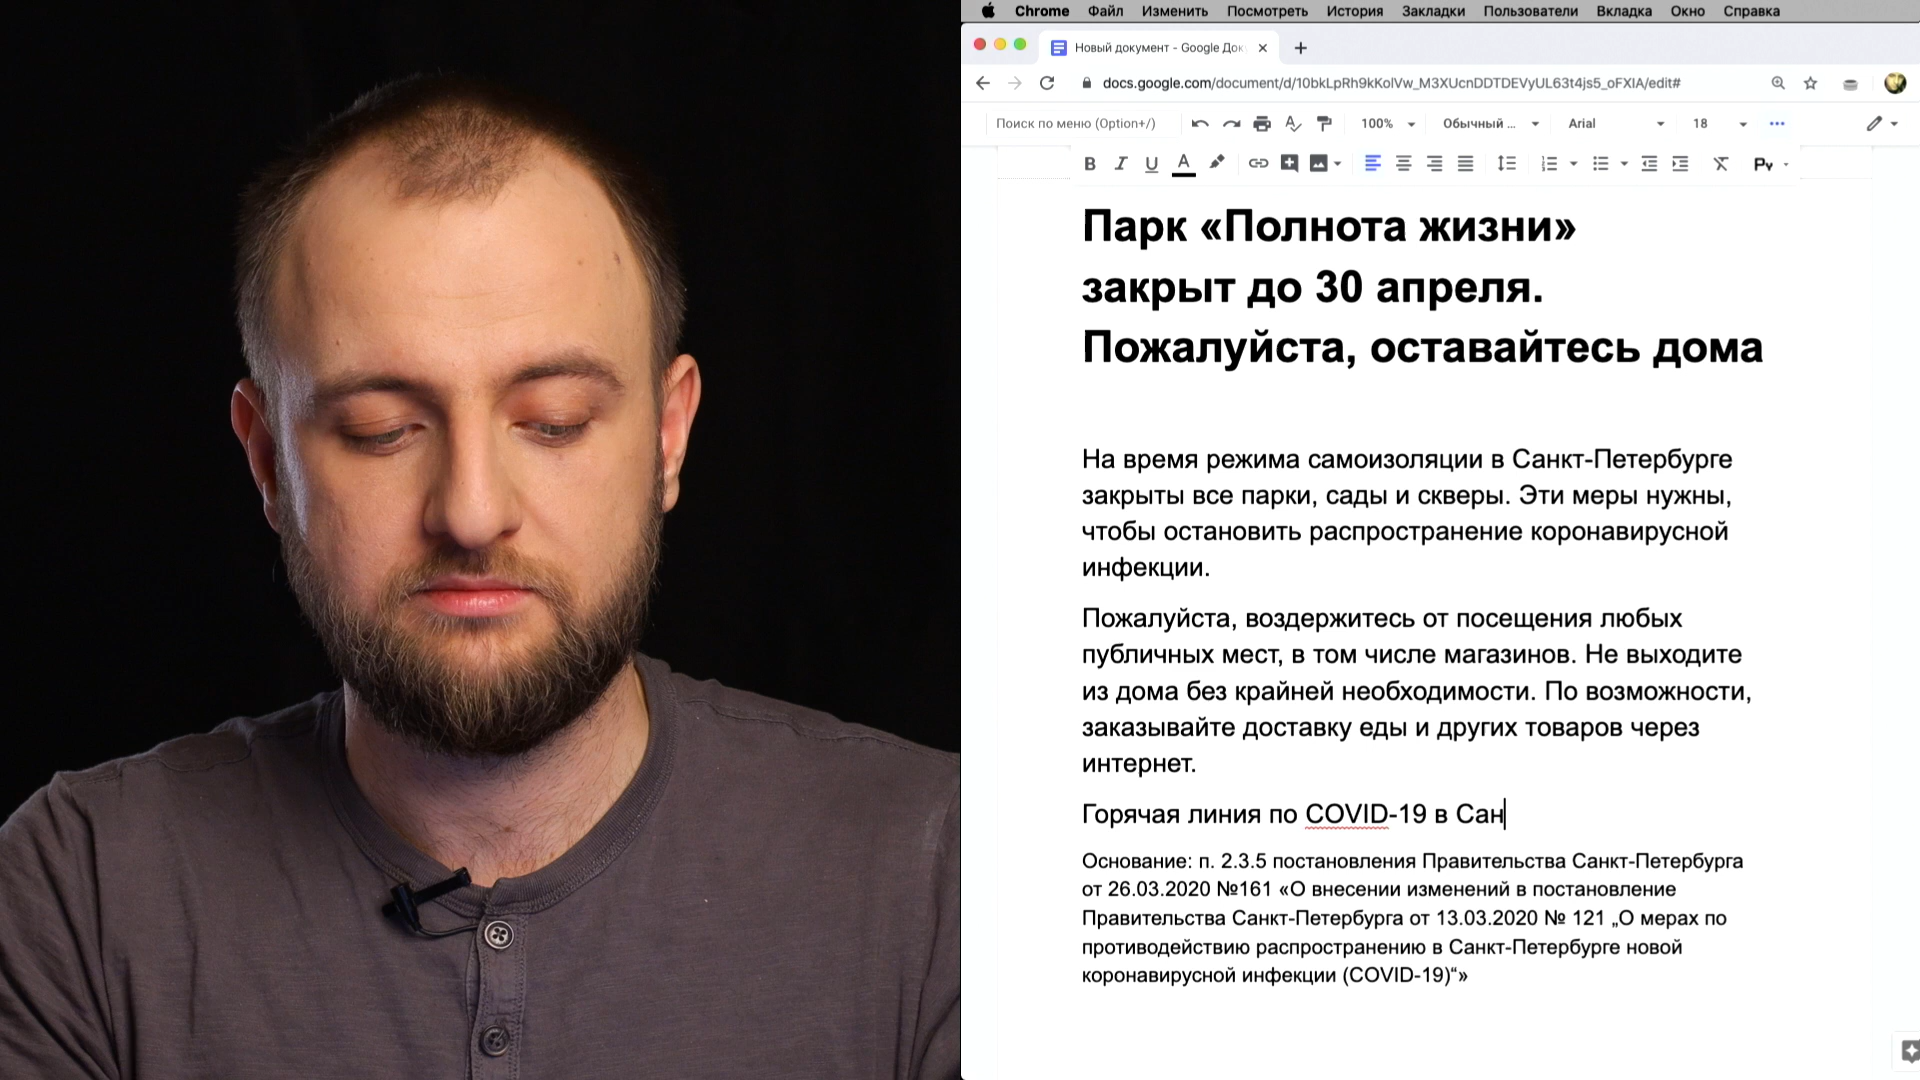 Chrome Файл Изменить Посмотреть История Закладки Пользователи Вкладка Окно Справка
Новый документ - Google Док
docs.google.com/document/d/10bkLpRh9kKolVw_M3XUcnDDTDEVyUL63t4js5_oFXIA/edit#
Поиск по меню (Option+/) 100% Обычный ... Arial 18
B I U A
Парк «Полнота жизни»
закрыт до 30 апреля.
Пожалуйста, оставайтесь дома
На время режима самоизоляции в Санкт-Петербурге
закрыты все парки, сады и скверы. Эти меры нужны,
чтобы остановить распространение коронавирусной
инфекции.
Пожалуйста, воздержитесь от посещения любых
публичных мест, в том числе магазинов. Не выходите
из дома без крайней необходимости. По возможности,
заказывайте доставку еды и других товаров через
интернет.
Горячая линия по COVID-19 в Сан
Основание: п. 2.3.5 постановления Правительства Санкт-Петербурга
от 26.03.2020 №161 «О внесении изменений в постановление
Правительства Санкт-Петербурга от 13.03.2020 № 121 „О мерах по
противодействию распространению в Санкт-Петербурге новой
коронавирусной инфекции (COVID-19)“»